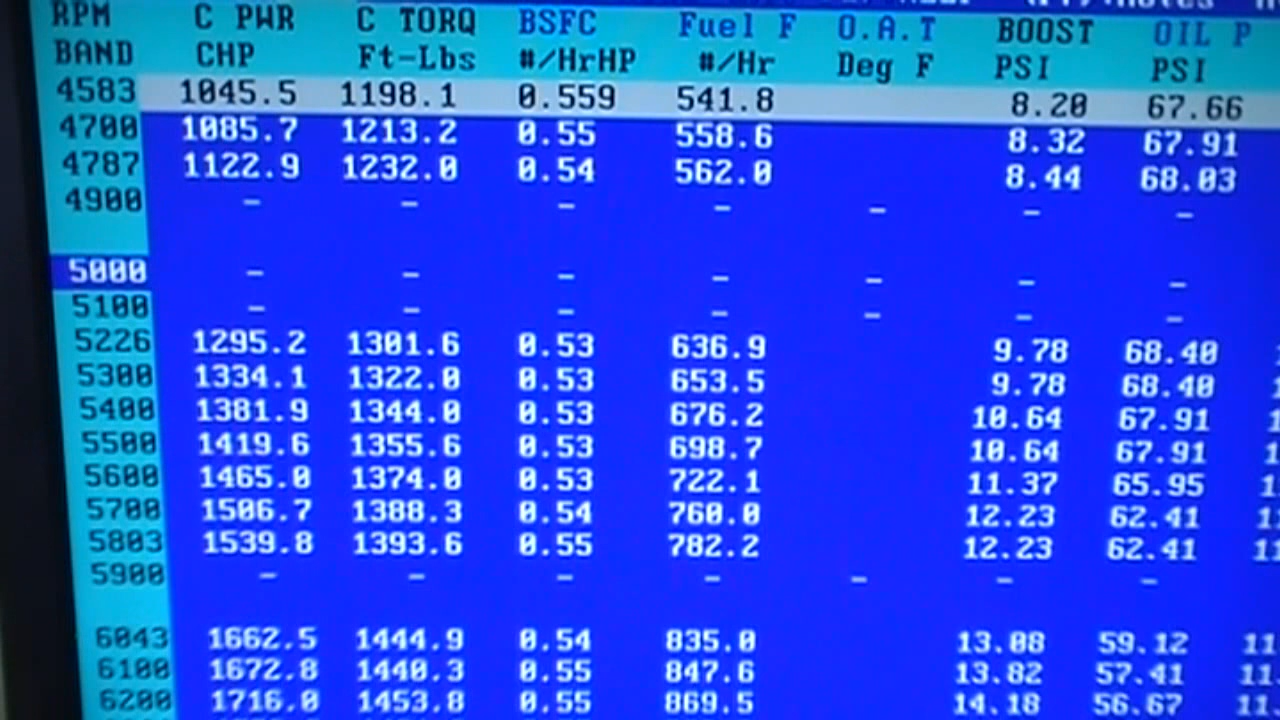 RPM C PWR C TORQ BSFC Fuel F O.A.T BOOST OIL P
BAND CHP Ft-Lbs #/HrHP #/Hr Deg F PSI PSI
4583 1045.5 1198.1 0.559 541.8 8.20 67.66
4700 1085.7 1213.2 0.55 558.6 8.32 67.91
4787 1122.9 1232.0 0.54 562.0 8.44 68.03
4900 - - - - - - -
5000 - - - - - - -
5100 - - - - - - -
5226 1295.2 1301.6 0.53 636.9 9.78 68.40
5300 1334.1 1322.0 0.53 653.5 9.78 68.40
5400 1381.9 1344.0 0.53 676.2 10.64 67.91
5500 1419.6 1355.6 0.53 698.7 10.64 67.91
5600 1465.0 1374.0 0.53 722.1 11.37 65.95
5700 1506.7 1388.3 0.54 760.0 12.23 62.41
5803 1539.8 1393.6 0.55 782.2 12.23 62.41
5900 - - - - - - -
6043 1662.5 1444.9 0.54 835.0 13.08 59.12 11
6100 1672.8 1440.3 0.55 847.6 13.82 57.41 11
6200 1716.0 1453.8 0.55 869.5 14.18 56.67 11